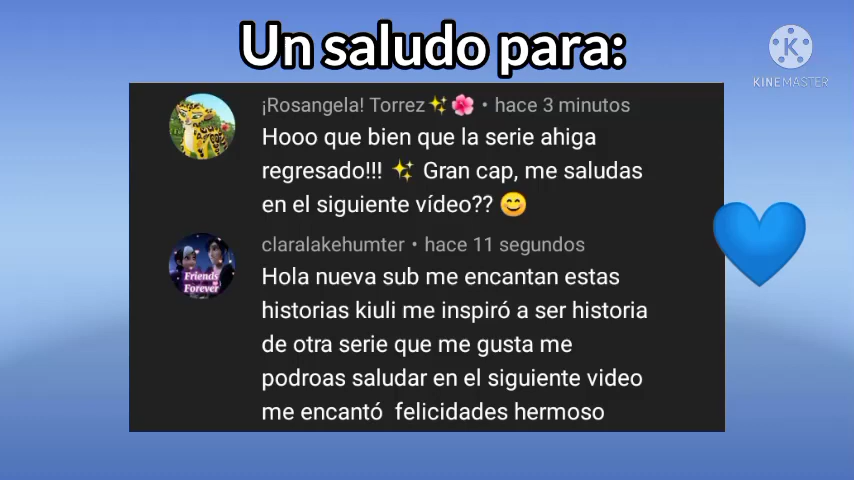 Un saludo para:
KINEMASTER
¡Rosangela! Torrez✨🌺 • hace 3 minutos
Hooo que bien que la serie ahiga
regresado!!! ✨ Gran cap, me saludas
en el siguiente vídeo?? 😊
claralakehumter • hace 11 segundos
Hola nueva sub me encantan estas
historias kiuli me inspiró a ser historia
de otra serie que me gusta me
podroas saludar en el siguiente video
me encantó felicidades hermoso
Friends
Forever